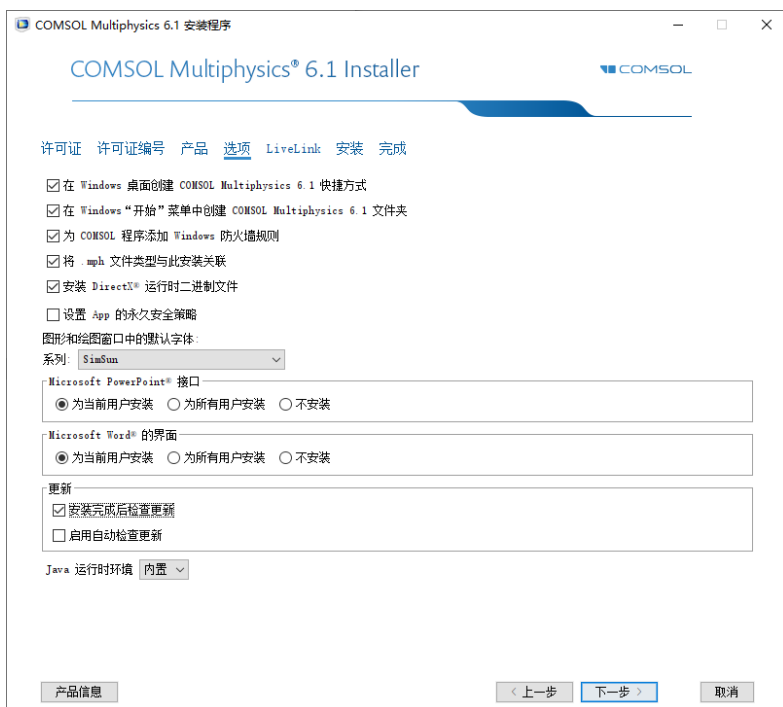 COMSOL Multiphysics 6.1 安装程序
COMSOL Multiphysics® 6.1 Installer
COMSOL
许可证 许可证编号 产品 选项 LiveLink 安装 完成
在 Windows 桌面创建 COMSOL Multiphysics 6.1 快捷方式
在 Windows“开始”菜单中创建 COMSOL Multiphysics 6.1 文件夹
为 COMSOL 程序添加 Windows 防火墙规则
将 .mph 文件类型与此安装关联
安装 DirectX® 运行时二进制文件
设置 App 的永久安全策略
图形和绘图窗口中的默认字体:
系列: SimSun
Microsoft PowerPoint® 接口
为当前用户安装 为所有用户安装 不安装
Microsoft Word® 的界面
为当前用户安装 为所有用户安装 不安装
更新
安装完成后检查更新
启用自动检查更新
Java 运行时环境 内置
产品信息 < 上一步 下一步 > 取消